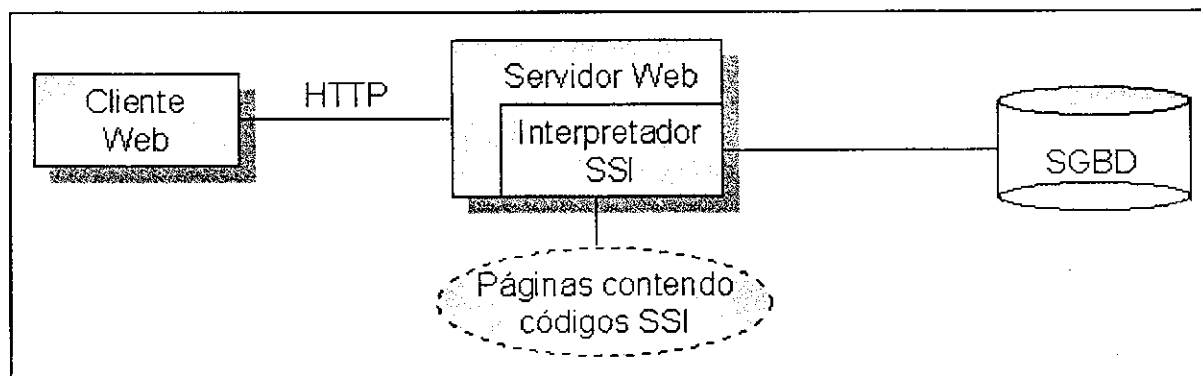 Cliente
Web
HTTP
Servidor Web
Interpretador
SSI
SGBD
Páginas contendo
códigos SSI